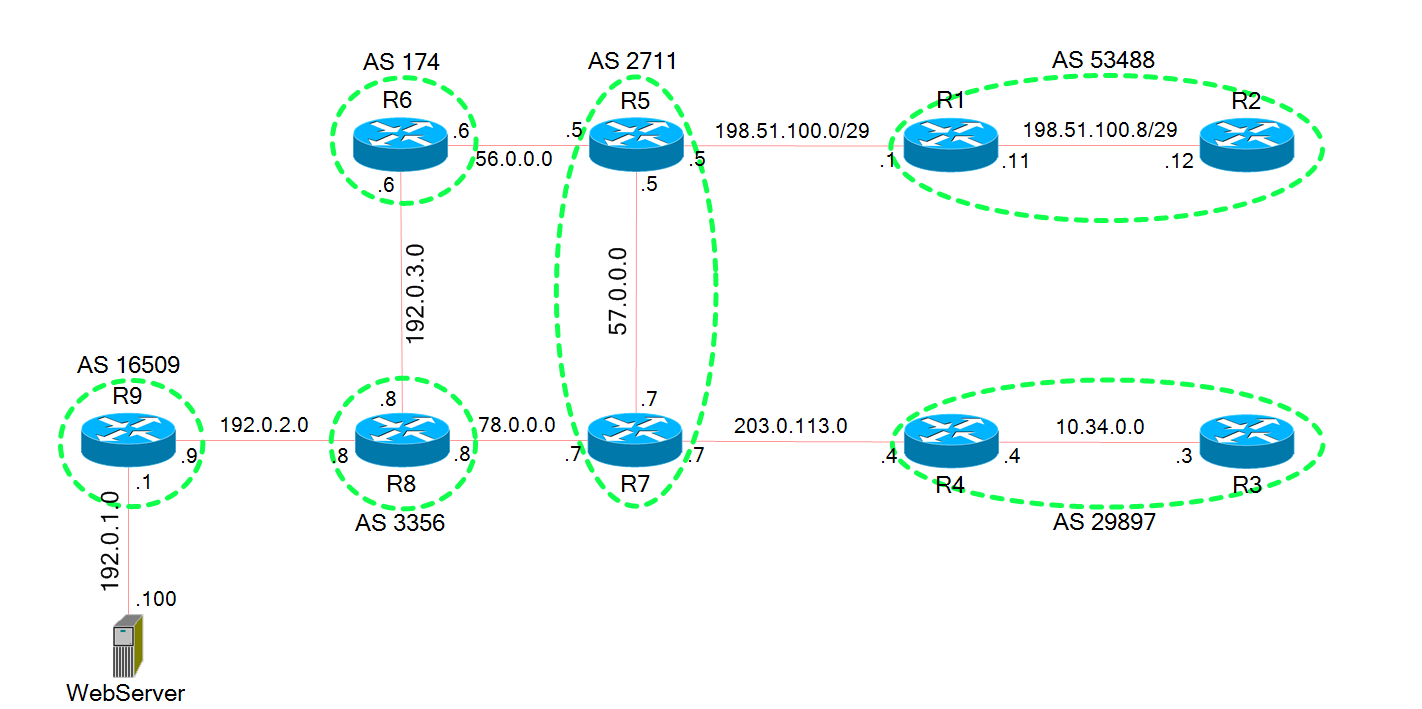 AS 174
AS 2711
AS 53488
R6
R5
R1
R2
.6
.5
198.51.100.0/29
198.51.100.8/29
56.0.0.0
.5
.1
.11
.12
.6
.5
192.0.3.0
57.0.0.0
AS 16509
R9
.8
.7
192.0.2.0
78.0.0.0
203.0.113.0
10.34.0.0
.9
.8
.8
.7
.7
.4
.4
.3
.1
R8
R7
R4
R3
AS 3356
AS 29897
192.0.1.0
.100
WebServer